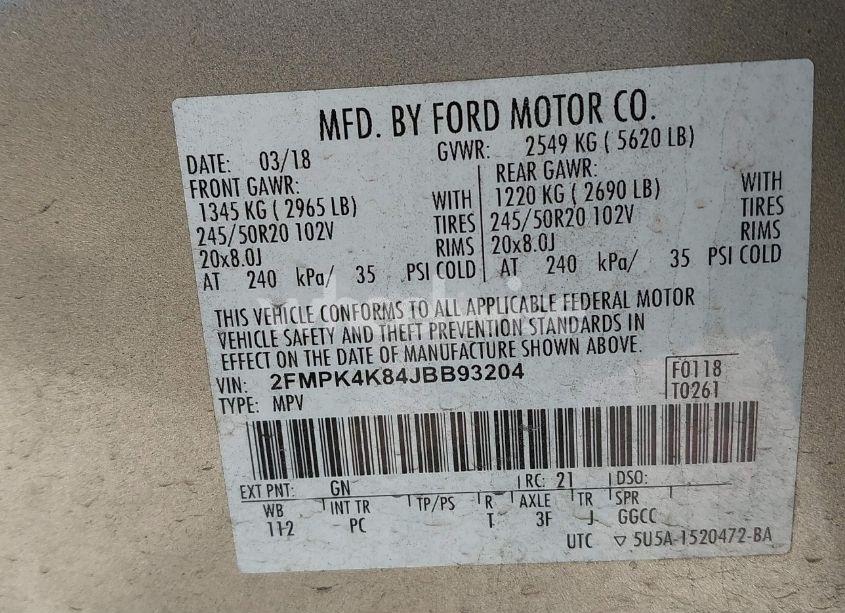 MFD. BY FORD MOTOR CO.
DATE: 03/18 GVWR: 2549 KG ( 5620 LB)
FRONT GAWR: REAR GAWR:
1345 KG ( 2965 LB) WITH 1220 KG ( 2690 LB) WITH
245/50R20 102V TIRES 245/50R20 102V TIRES
20x8.0J RIMS 20x8.0J RIMS
AT 240 kPa/ 35 PSI COLD AT 240 kPa/ 35 PSI COLD
THIS VEHICLE CONFORMS TO ALL APPLICABLE FEDERAL MOTOR
VEHICLE SAFETY AND THEFT PREVENTION STANDARDS IN
EFFECT ON THE DATE OF MANUFACTURE SHOWN ABOVE.
VIN: 2FMPK4K84JBB93204 F0118
TYPE: MPV T0261
EXT PNT: GN RC: 21 DSO:
WB INT TR TP/PS R AXLE TR SPR
112 PC T 3F J GGCC
UTC ▽ 5U5A-1520472-BA